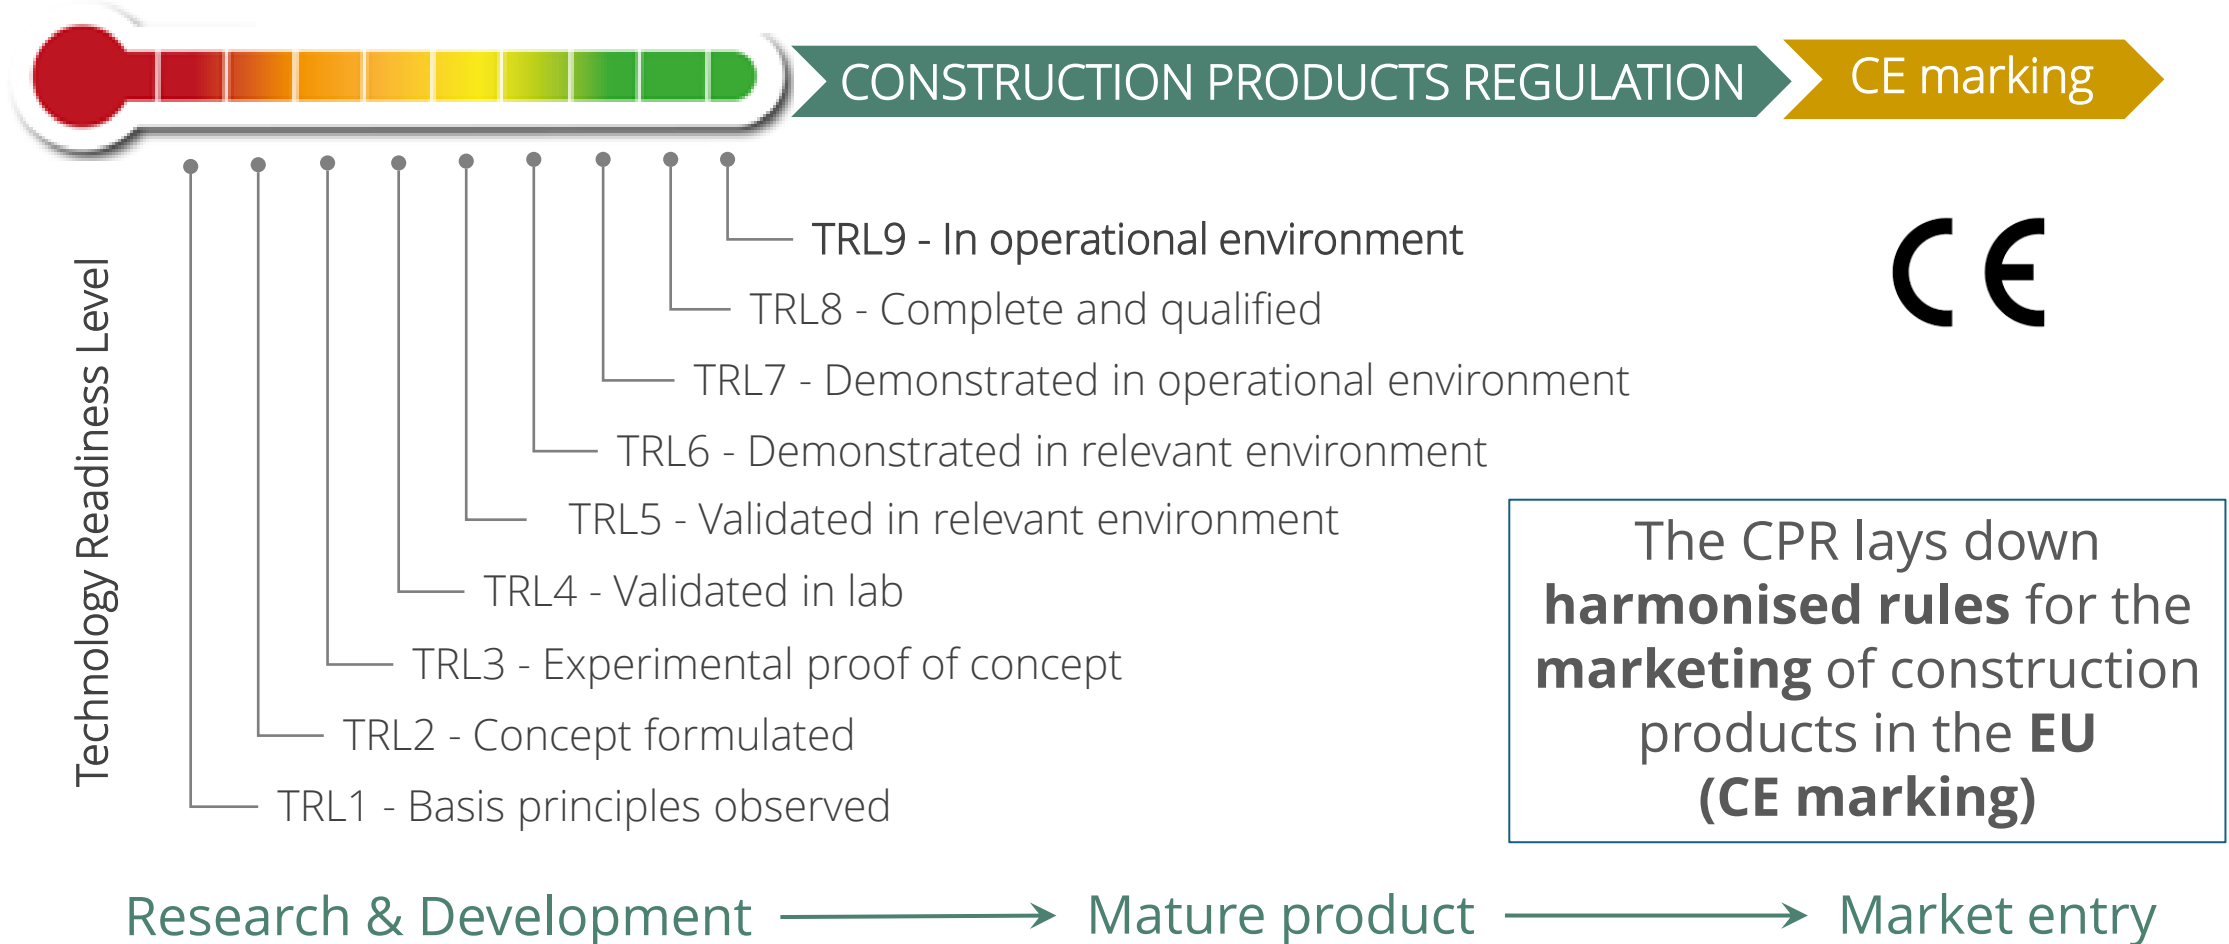 CONSTRUCTION PRODUCTS REGULATION
CE marking
CE
Technology Readiness Level
TRL9 - In operational environment
TRL8 - Complete and qualified
TRL7 - Demonstrated in operational environment
TRL6 - Demonstrated in relevant environment
TRL5 - Validated in relevant environment
TRL4 - Validated in lab
TRL3 - Experimental proof of concept
TRL2 - Concept formulated
TRL1 - Basis principles observed
The CPR lays down
harmonised rules for the
marketing of construction
products in the EU
(CE marking)
Research & Development
Mature product
Market entry